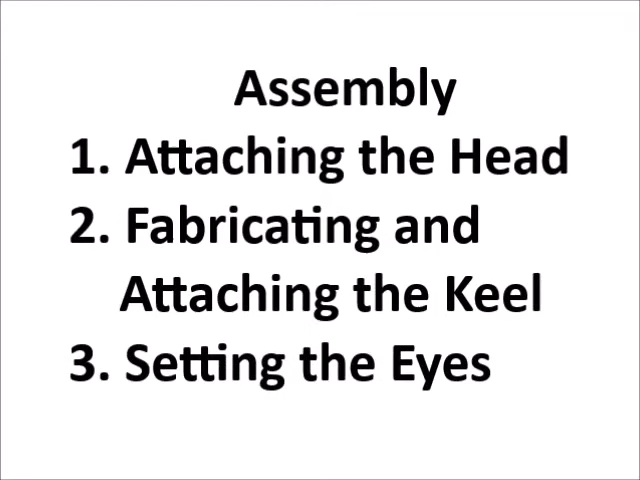 Assembly
1. Attaching the Head
2. Fabricating and
Attaching the Keel
3. Setting the Eyes